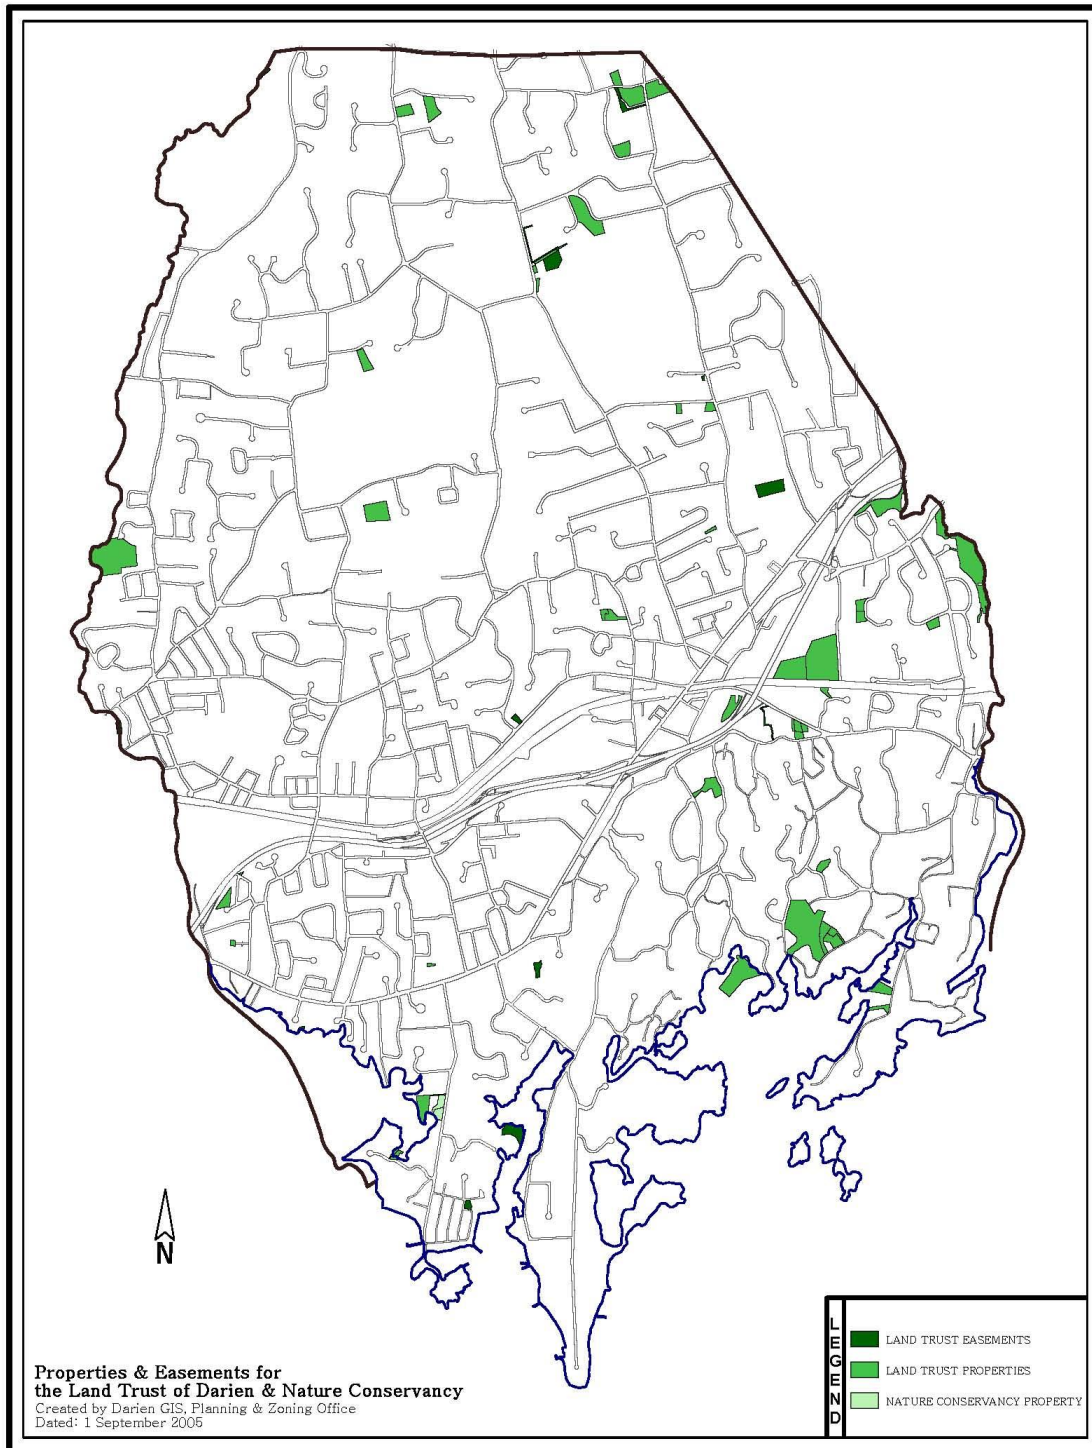 N
Properties & Easements for
the Land Trust of Darien & Nature Conservancy
Created by Darien GIS, Planning & Zoning Office
Dated: 1 September 2005
LEGEND
LAND TRUST EASEMENTS
LAND TRUST PROPERTIES
NATURE CONSERVANCY PROPERTY